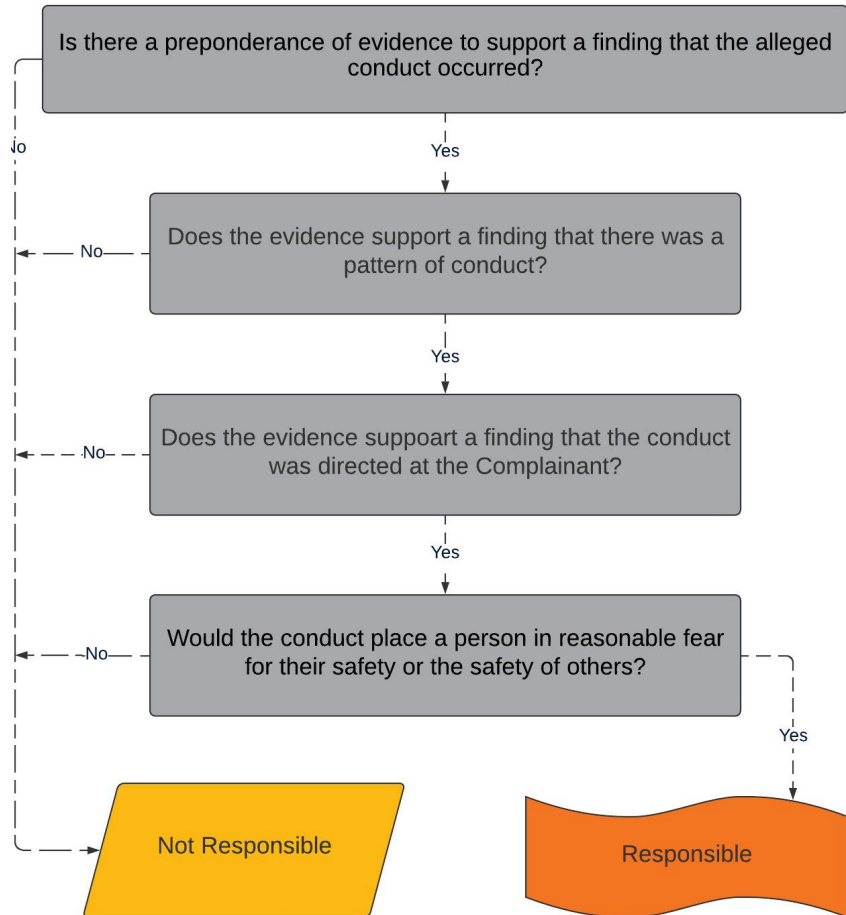 Is there a preponderance of evidence to support a finding that the alleged
conduct occurred?
No
Yes
Does the evidence support a finding that there was a
pattern of conduct?
No
Yes
Does the evidence suppoart a finding that the conduct
was directed at the Complainant?
No
Yes
Would the conduct place a person in reasonable fear
for their safety or the safety of others?
No
Yes
Not Responsible
Responsible